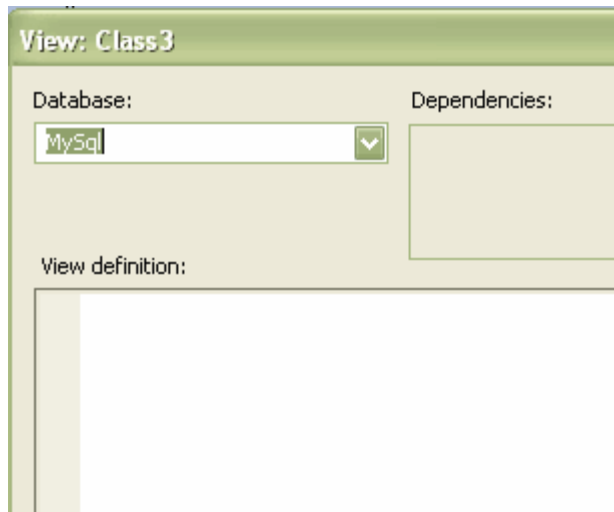 View: Class3
Database:
Dependencies:
MySql
View definition: